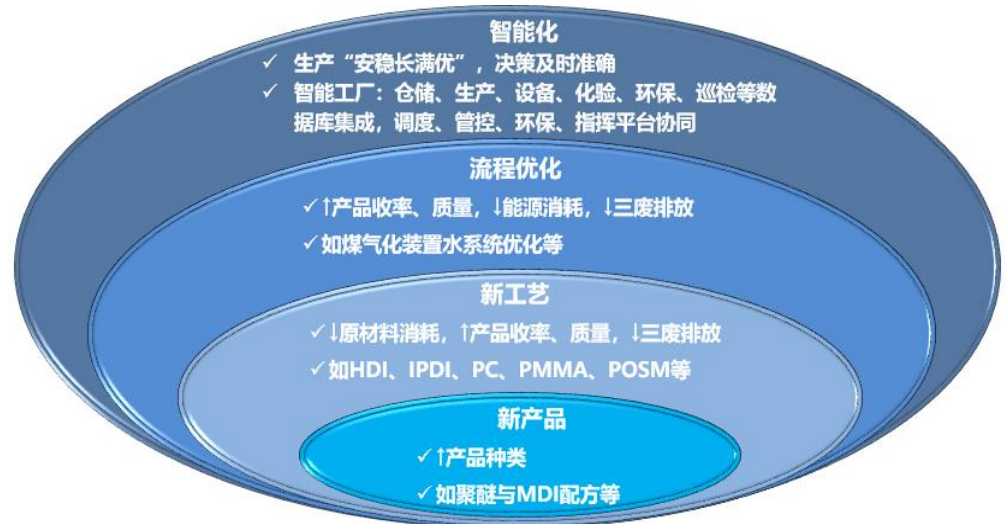 智能化
✓ 生产“安稳长满优”，决策及时准确
✓ 智能工厂：仓储、生产、设备、化验、环保、巡检等数
据库集成，调度、管控、环保、指挥平台协同
流程优化
✓ ↑产品收率、质量，↓能源消耗，↓三废排放
✓ 如煤气化装置水系统优化等
新工艺
✓ ↓原材料消耗，↑产品收率、质量，↓三废排放
✓ 如HDI、IPDI、PC、PMMA、POSM等
新产品
✓ ↑产品种类
✓ 如聚醚与MDI配方等